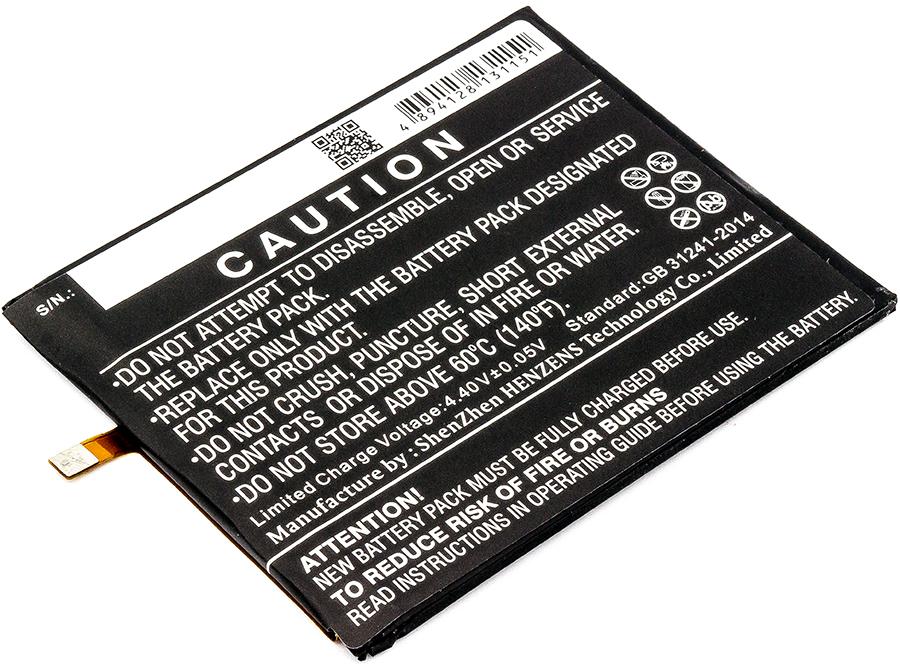 4 894128 131151
S/N.:
CAUTION
·DO NOT ATTEMPT TO DISASSEMBLE, OPEN OR SERVICE
THE BATTERY PACK.
·REPLACE ONLY WITH THE BATTERY PACK DESIGNATED
FOR THIS PRODUCT.
·DO NOT CRUSH, PUNCTURE, SHORT EXTERNAL
CONTACTS OR DISPOSE OF IN FIRE OR WATER.
·DO NOT STORE ABOVE 60℃ (140℉).
Limited Charge Voltage:4.40V±0.05V Standard:GB 31241-2014
Manufacture by : ShenZhen HENZENS Technology Co., Limited
ATTENTION!
NEW BATTERY PACK MUST BE FULLY CHARGED BEFORE USE.
TO REDUCE RISK OF FIRE OR BURNS
READ INSTRUCTIONS IN OPERATING GUIDE BEFORE USING THE BATTERY.